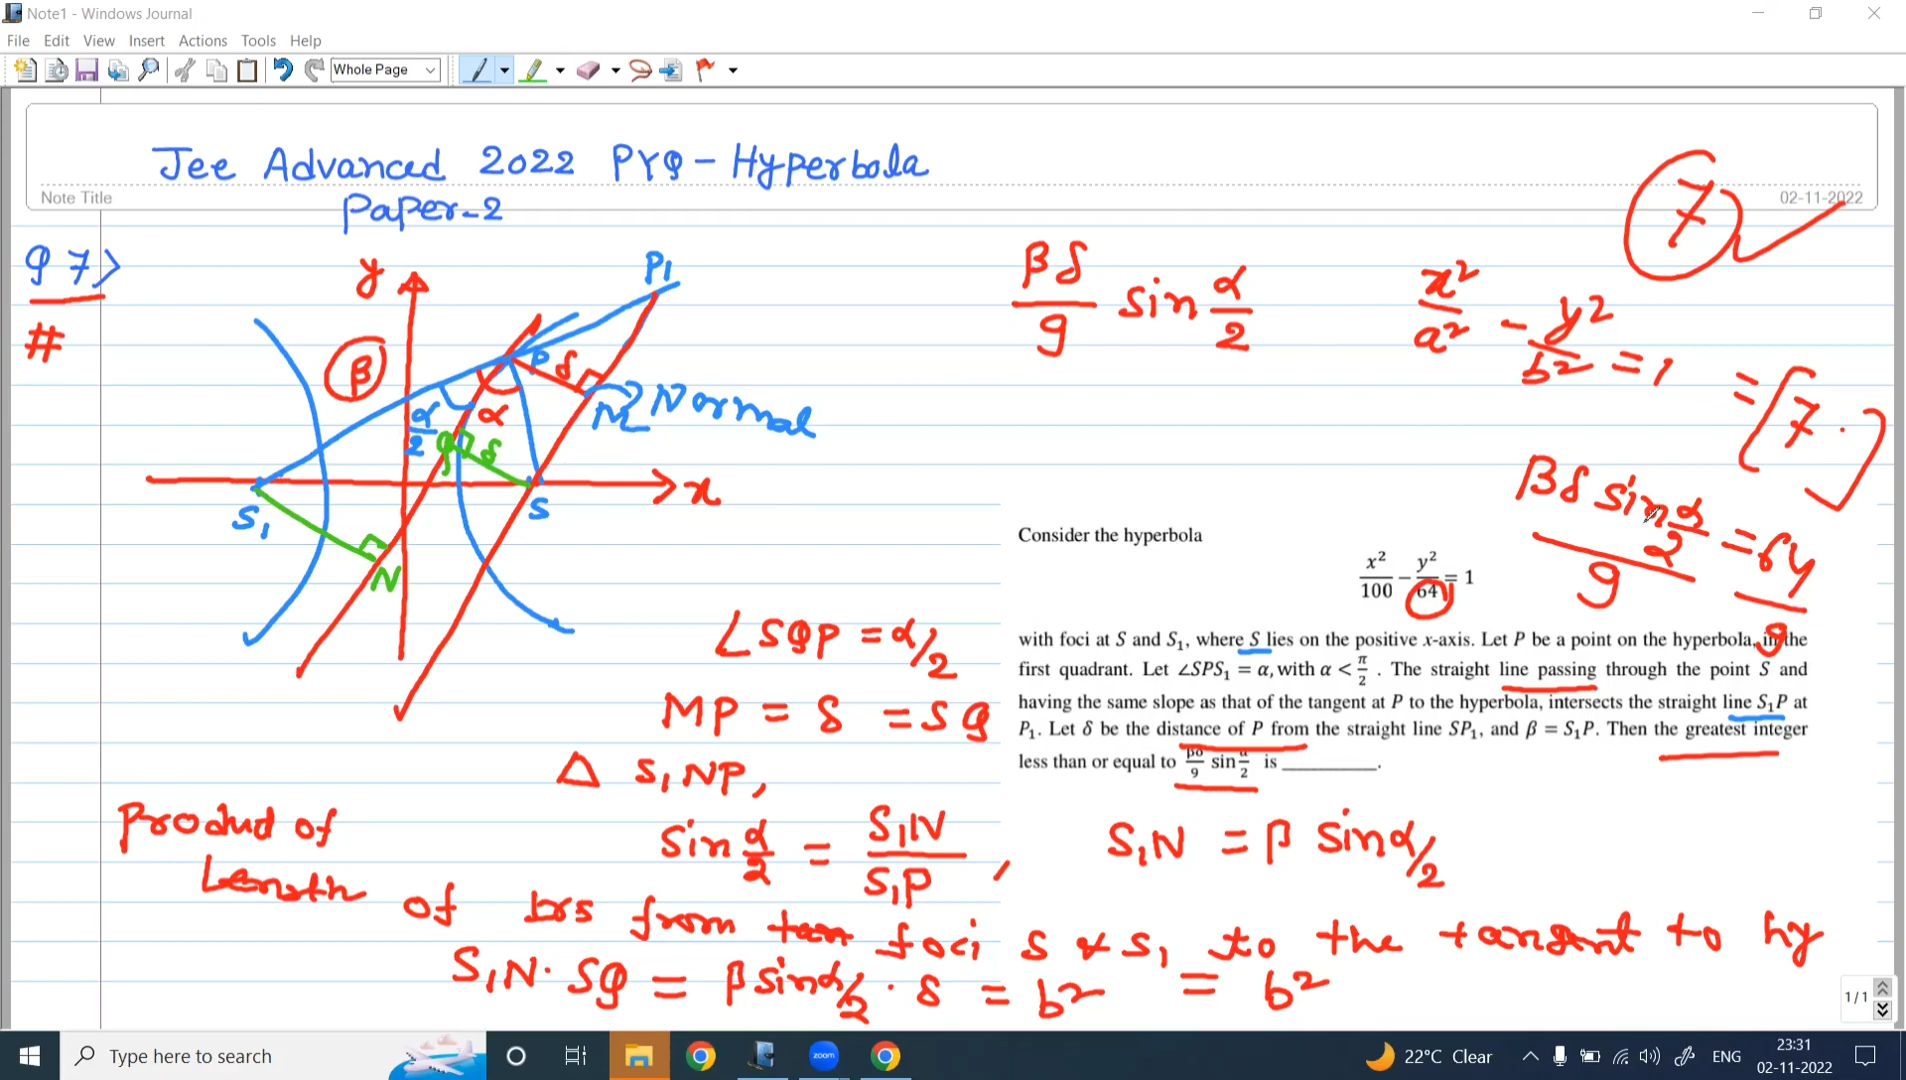 Note1 - Windows Journal
File Edit View Insert Actions Tools Help
Whole Page
Jee Advanced 2022 PYQ - Hyperbola
Paper-2
Note Title
02-11-2022
7
Q 7>
#
y
P1
β
P
δ
M
Normal
α/2
α
Q
δ
x
S1
S
N
βδ/9 sin α/2
x²/a² - y²/b² = 1
= [7.]
βδ sin α/2 / 9 = 64/9
Consider the hyperbola
x²/100 − y²/64 = 1
with foci at S and S₁, where S lies on the positive x-axis. Let P be a point on the hyperbola, in the
first quadrant. Let ∠SPS₁ = α, with α < π/2 . The straight line passing through the point S and
having the same slope as that of the tangent at P to the hyperbola, intersects the straight line S₁P at
P₁. Let δ be the distance of P from the straight line SP₁, and β = S₁P. Then the greatest integer
less than or equal to βδ/9 sin α/2 is ________.
∠SQP = α/2
MP = δ = SQ
Δ S₁NP,
sin α/2 = S₁N/S₁P ,
S₁N = β sin α/2
Product of
Length of ⊥rs from foci S & S₁ to the tangent to hy
S₁N · SQ = β sin α/2 · δ = b² = b²
1/1
Type here to search
zoom
22°C Clear
ENG
23:31
02-11-2022